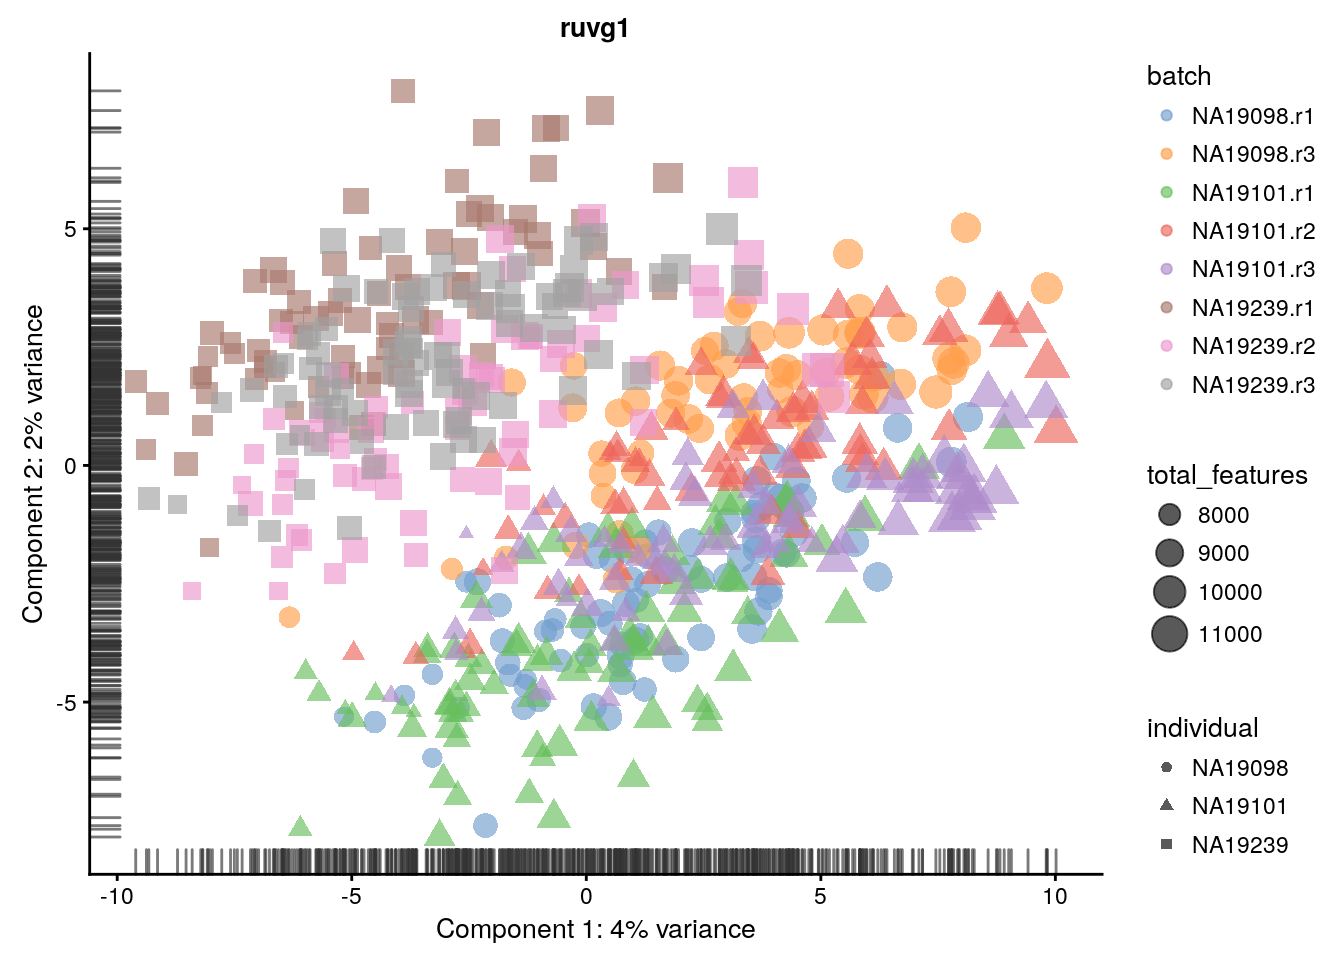 ruvg1
5
0
-5
Component 2: 2% variance
-10
-5
0
5
10
Component 1: 4% variance
batch
NA19098.r1
NA19098.r3
NA19101.r1
NA19101.r2
NA19101.r3
NA19239.r1
NA19239.r2
NA19239.r3
total_features
8000
9000
10000
11000
individual
NA19098
NA19101
NA19239